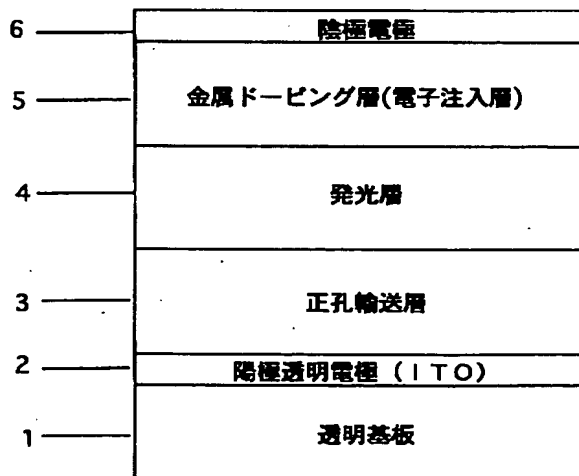 6 陰極電極
5 金属ドーピング層(電子注入層)
4 発光層
3 正孔輸送層
2 陽極透明電極(ITO)
1 透明基板